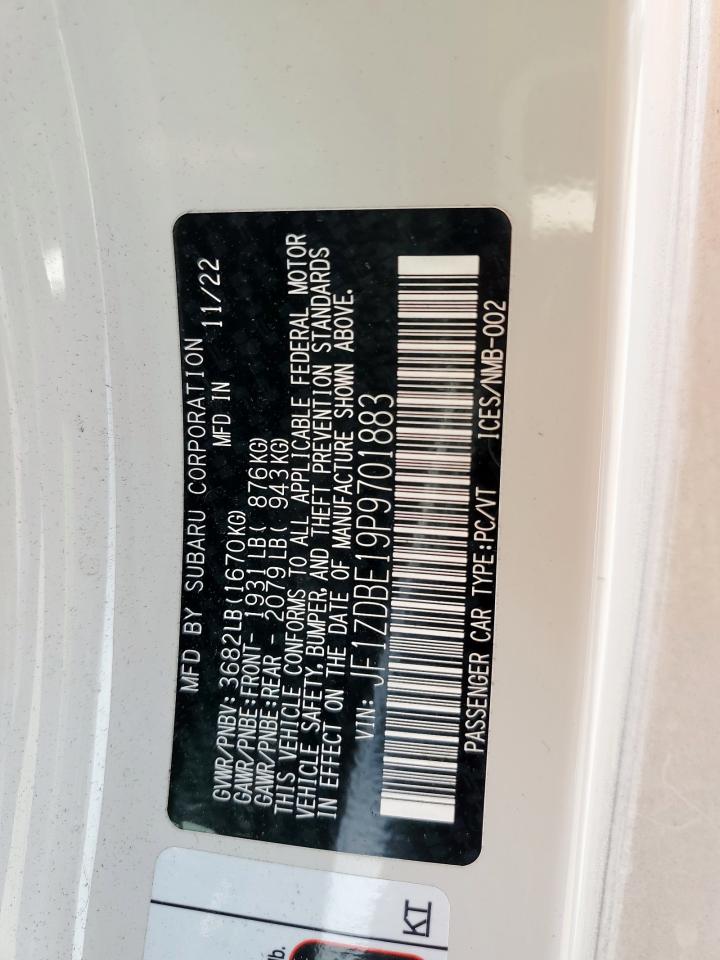 MFD BY SUBARU CORPORATION
GVWR/PNBV: 3682LB(1670KG) MFD IN 11/22
GAWR/PNBE:FRONT- 1931LB( 876KG)
GAWR/PNBE:REAR - 2079LB( 943KG)
THIS VEHICLE CONFORMS TO ALL APPLICABLE FEDERAL MOTOR
VEHICLE SAFETY, BUMPER, AND THEFT PREVENTION STANDARDS
IN EFFECT ON THE DATE OF MANUFACTURE SHOWN ABOVE.
VIN: JF1ZDBE19P9701883
PASSENGER CAR TYPE:PC/VT ICES/NMB-002
lb.
KI